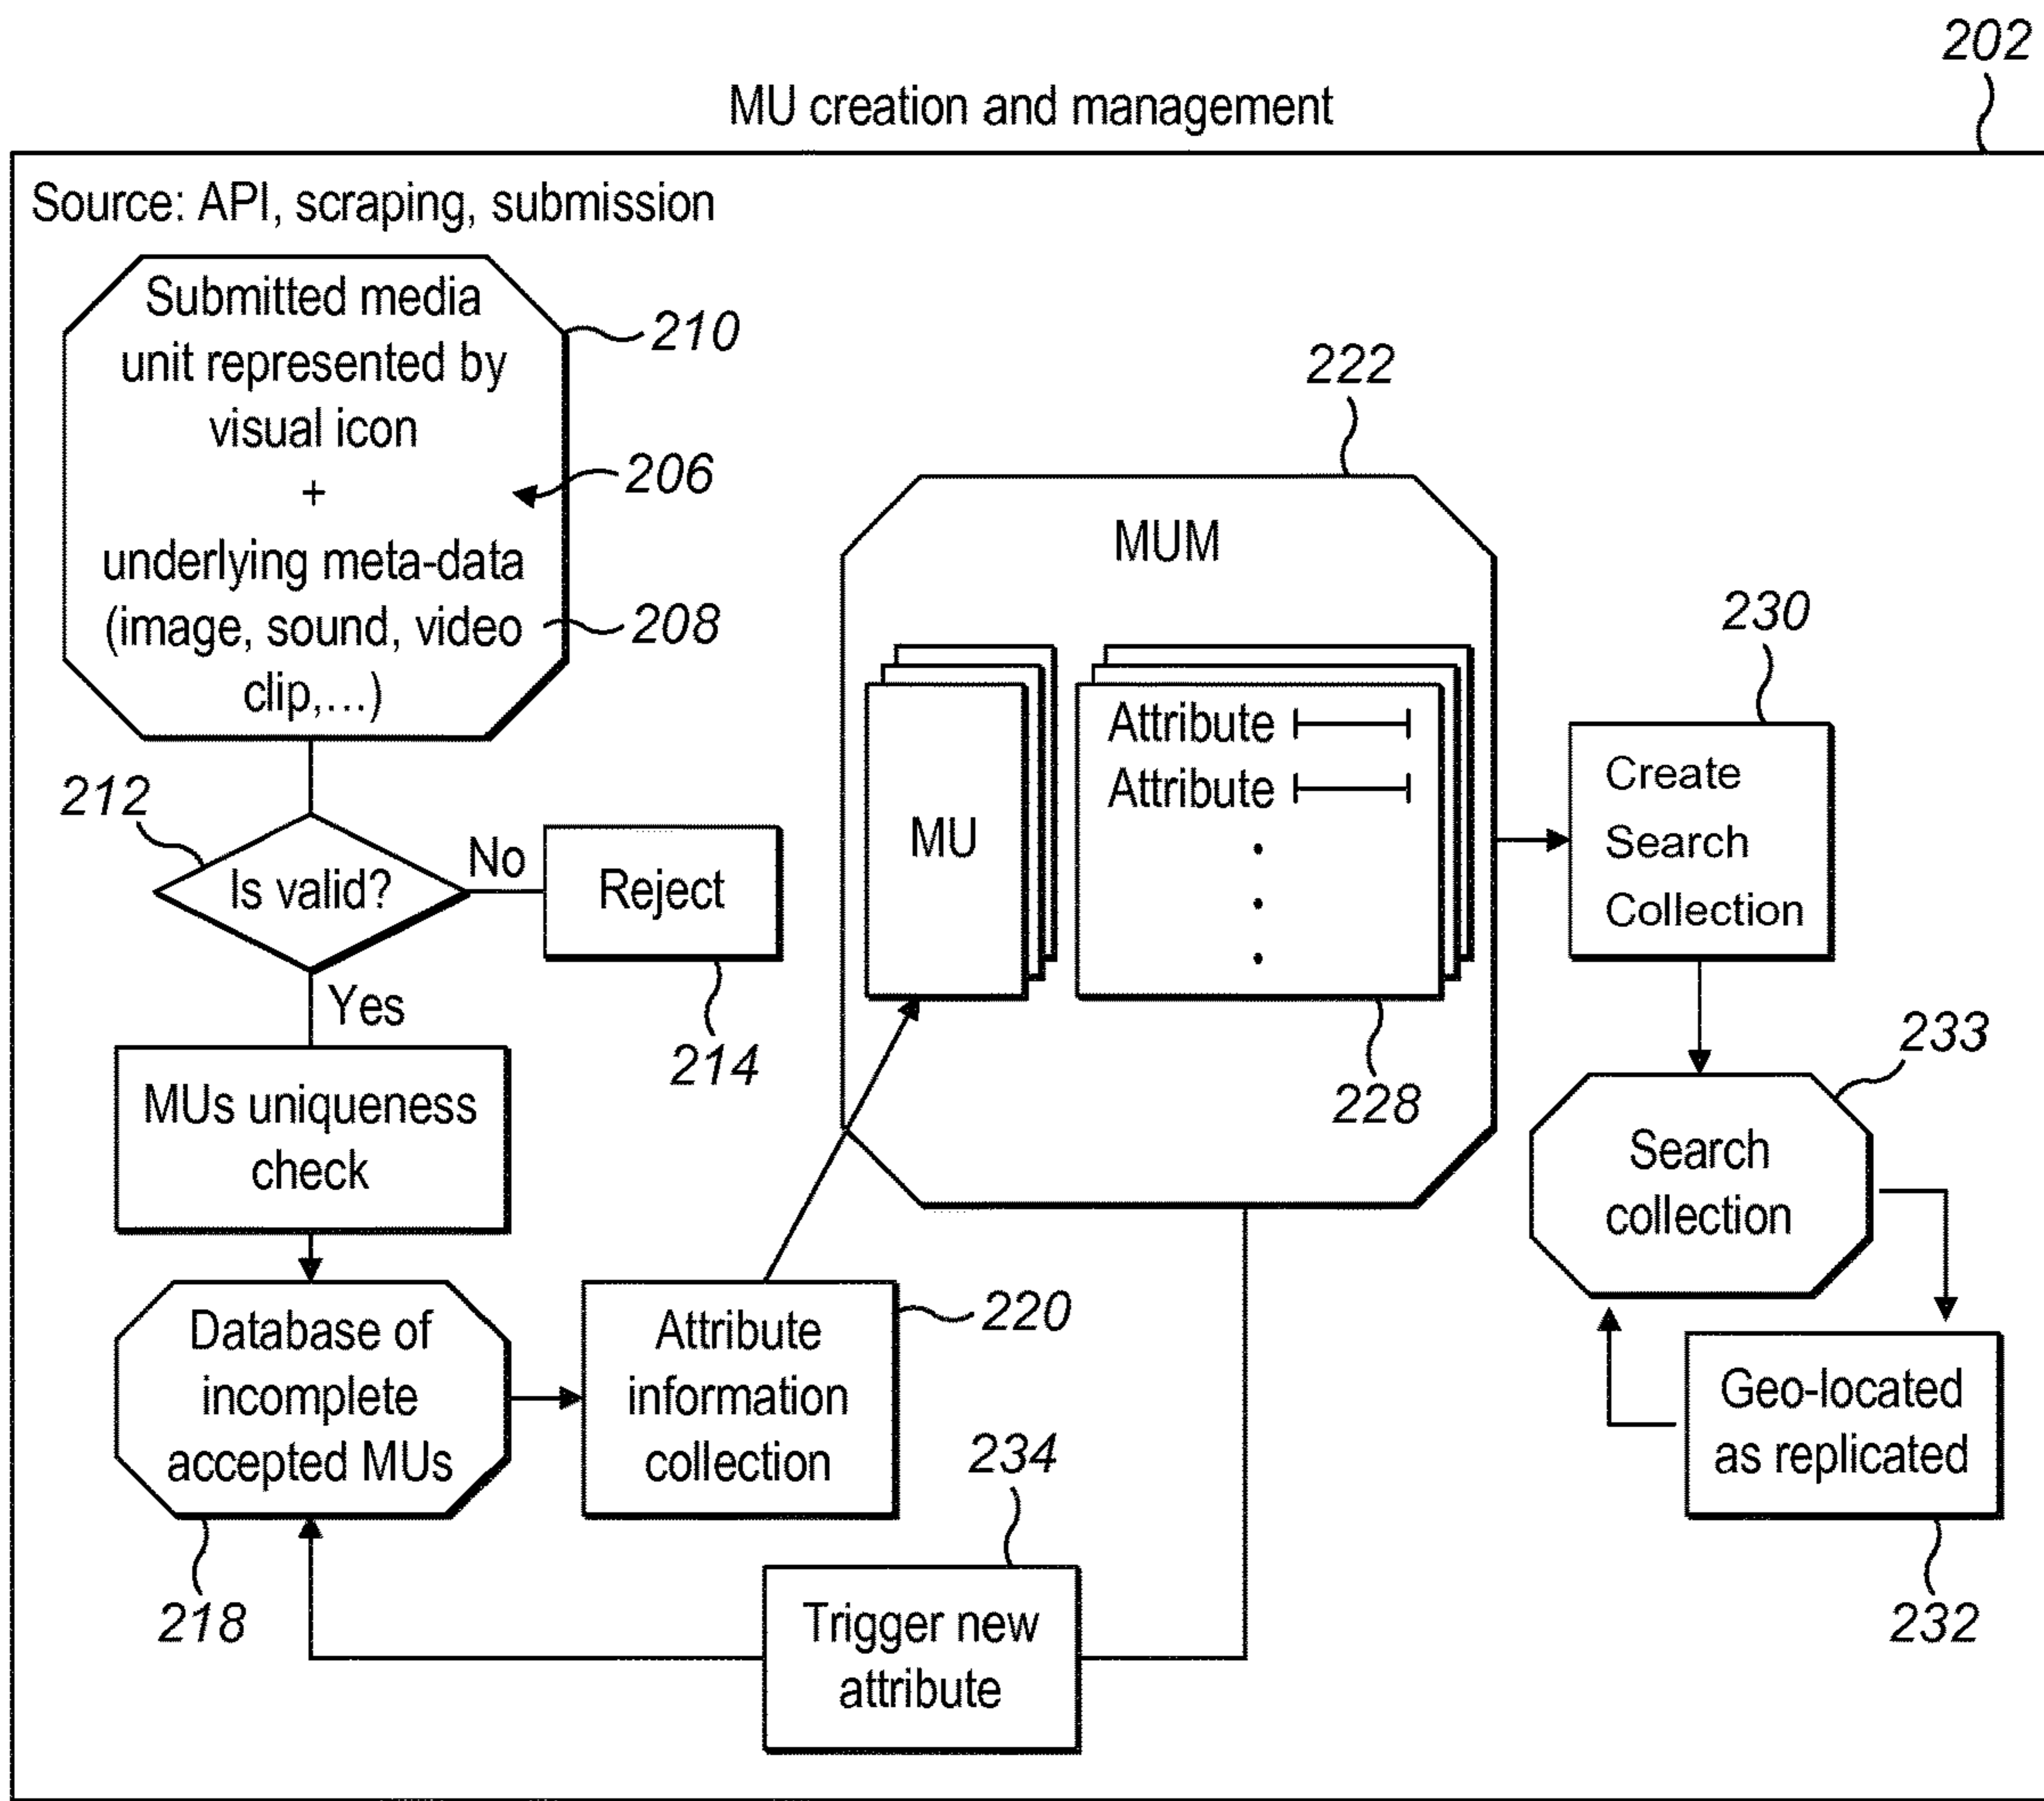 202
MU creation and management
Source: API, scraping, submission
Submitted media
unit represented by
visual icon
+
underlying meta-data
(image, sound, video
clip,...)
210
206
208
212
Is valid?
No
Reject
214
Yes
MUs uniqueness
check
Database of
incomplete
accepted MUs
218
Attribute
information
collection
220
222
MUM
MU
Attribute
Attribute
228
230
Create
Search
Collection
233
Search
collection
Geo-located
as replicated
232
234
Trigger new
attribute